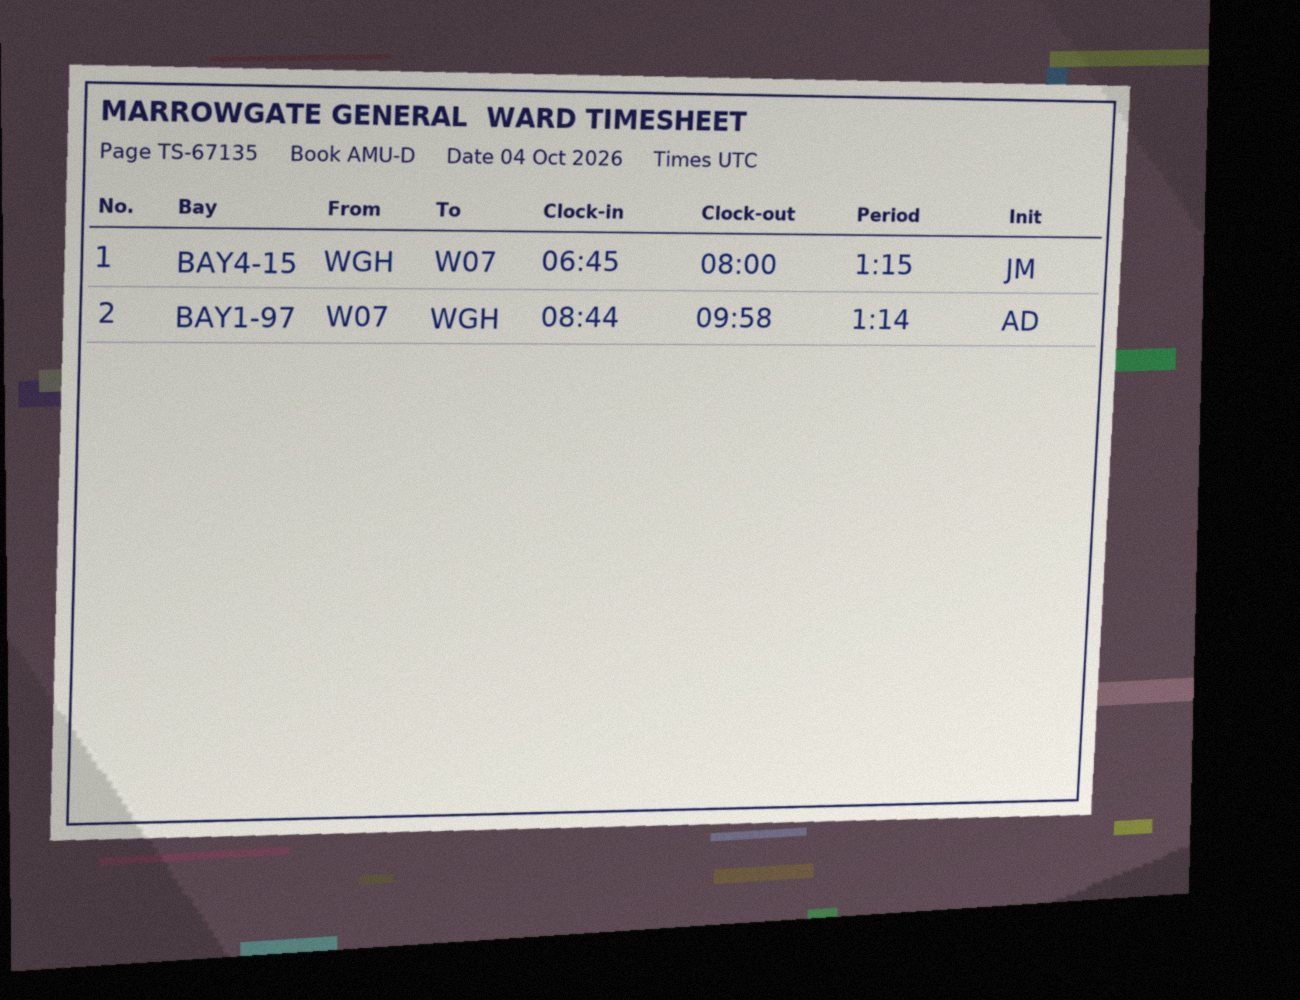 MARROWGATE GENERAL WARD TIMESHEET
Page TS-67135 Book AMU-D Date 04 Oct 2026 Times UTC
No. Bay From To Clock-in Clock-out Period Init
1 BAY4-15 WGH W07 06:45 08:00 1:15 JM
2 BAY1-97 W07 WGH 08:44 09:58 1:14 AD